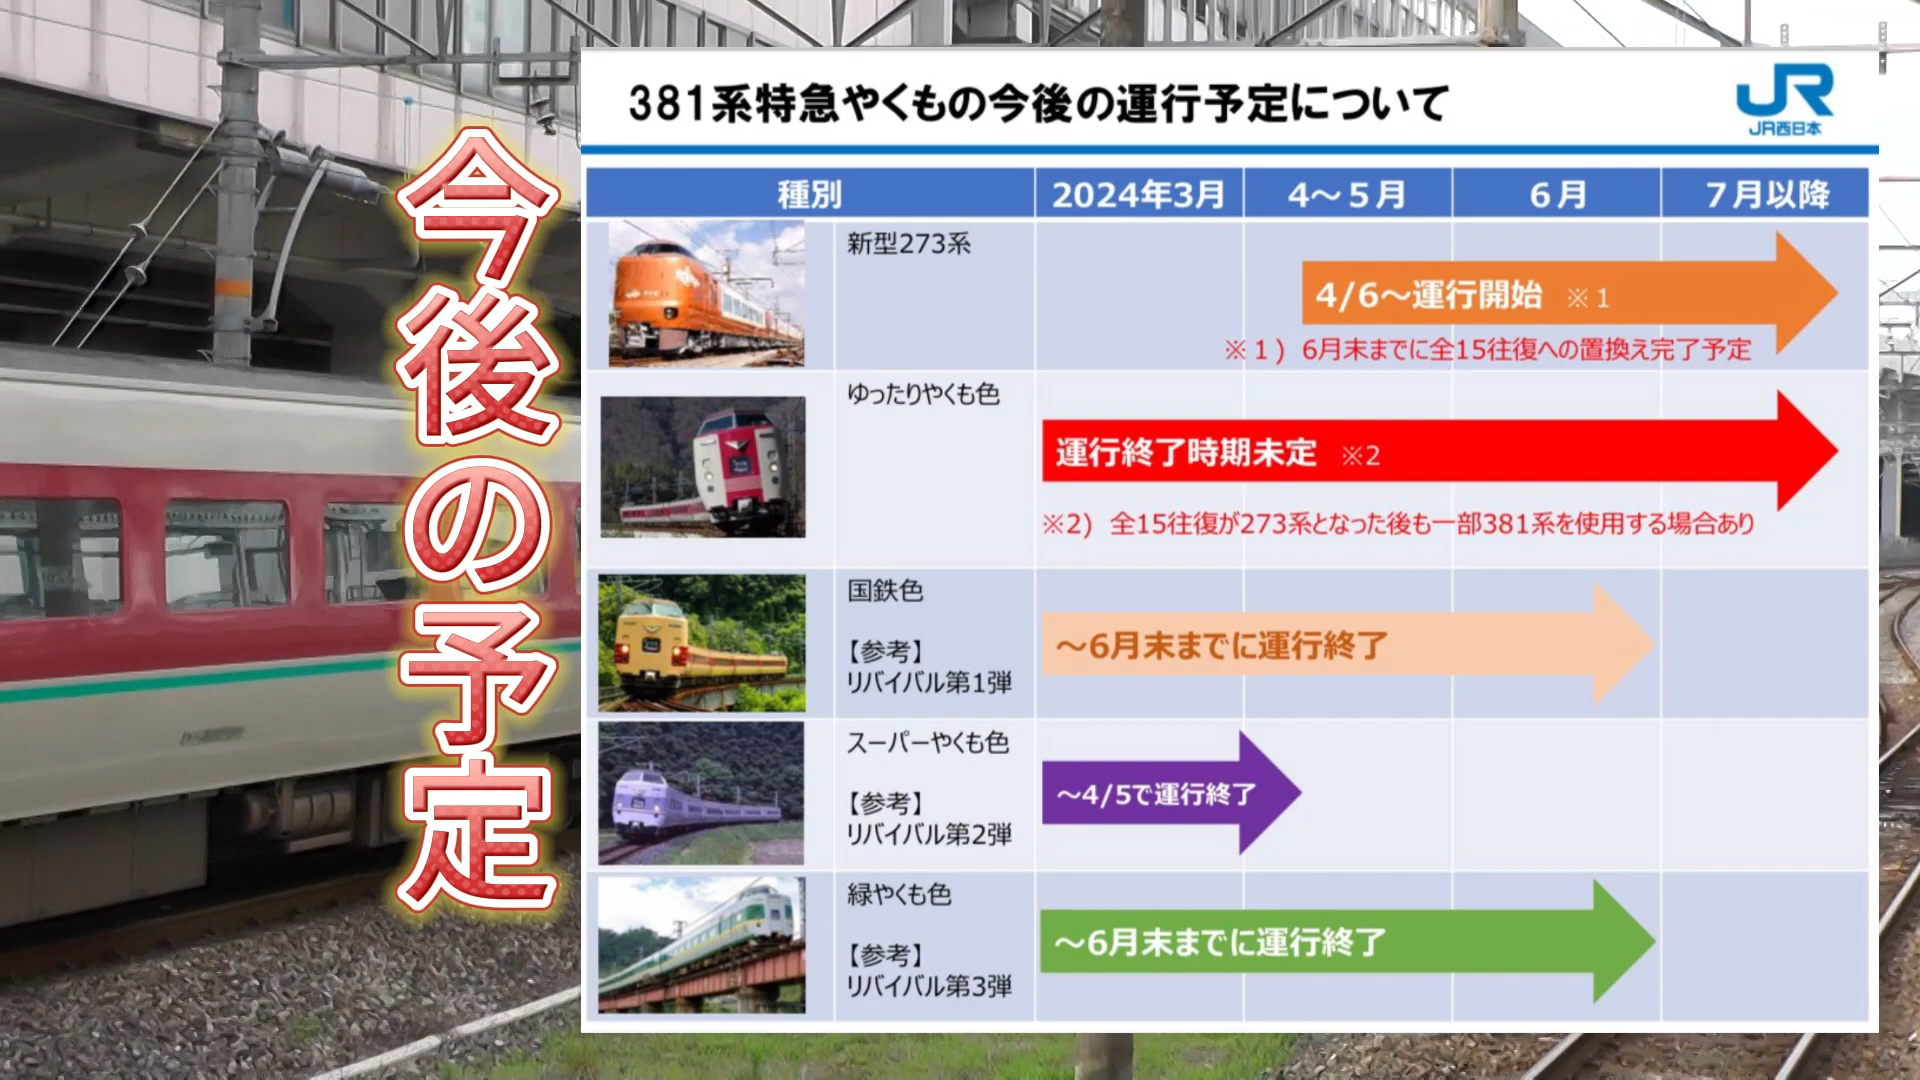 今後の予定
381系特急やくもの今後の運行予定について
JR
JR西日本
種別
2024年3月
4～5月
6月
7月以降
新型273系
4/6～運行開始 ※1
※1) 6月末までに全15往復への置換え完了予定
ゆったりやくも色
運行終了時期未定 ※2
※2) 全15往復が273系となった後も一部381系を使用する場合あり
国鉄色
【参考】
リバイバル第1弾
～6月末までに運行終了
スーパーやくも色
【参考】
リバイバル第2弾
～4/5で運行終了
緑やくも色
【参考】
リバイバル第3弾
～6月末までに運行終了